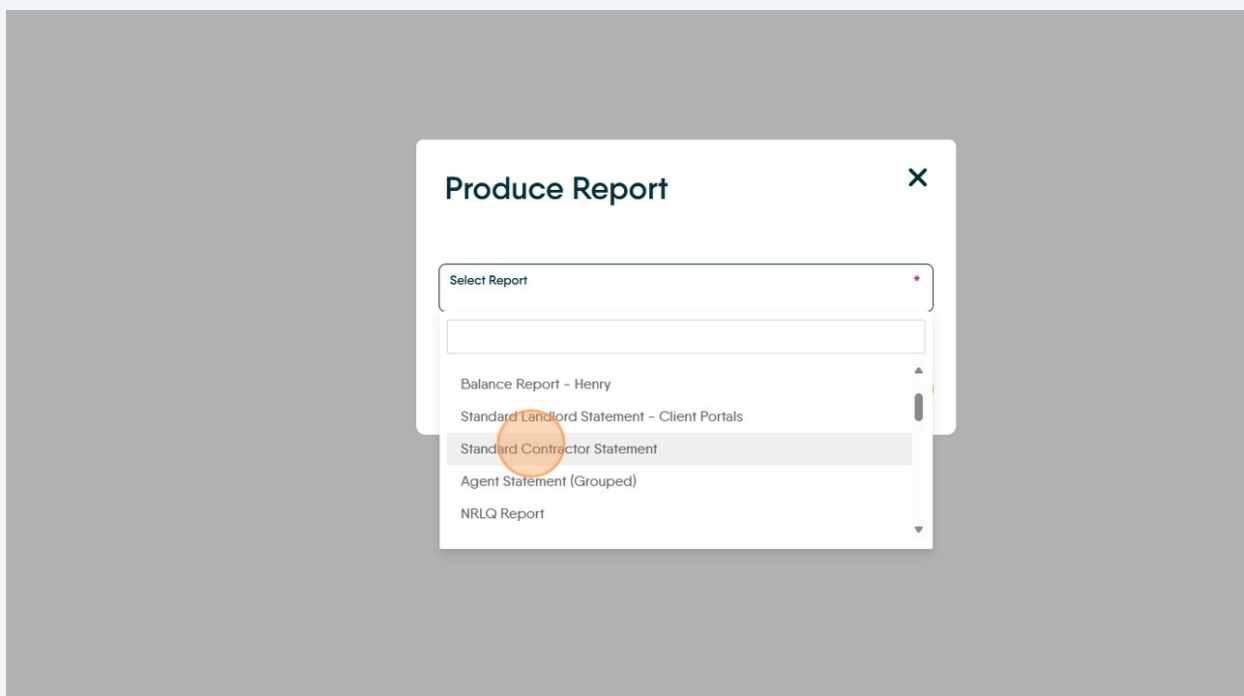 Produce Report
Select Report *
Balance Report - Henry
Standard Landlord Statement - Client Portals
Standard Contractor Statement
Agent Statement (Grouped)
NRLQ Report